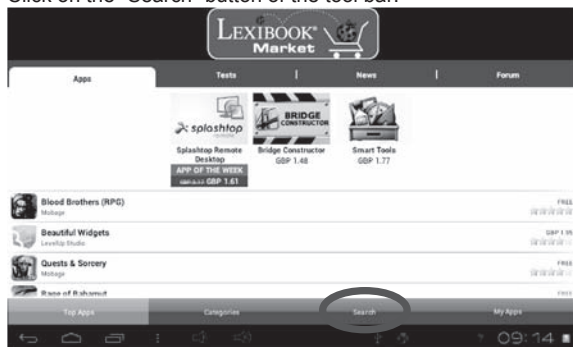 Click on the "Search" button of the tool bar.
LEXIBOOK®
Market
Apps
Tests
News
Forum
splashtop
remote
BRIDGE
CONSTRUCTOR
Splashtop Remote
Desktop
APP OF THE WEEK
GBP 1.61
Bridge Constructor
GBP 1.48
Smart Tools
GBP 1.77
Blood Brothers (RPG)
Mobage
FREE
Beautiful Widgets
LevelUp Studio
GBP 1.95
Quests & Sorcery
Mobage
FREE
Rage of Bahamut
FREE
Top Apps
Categories
Search
My Apps
09:14